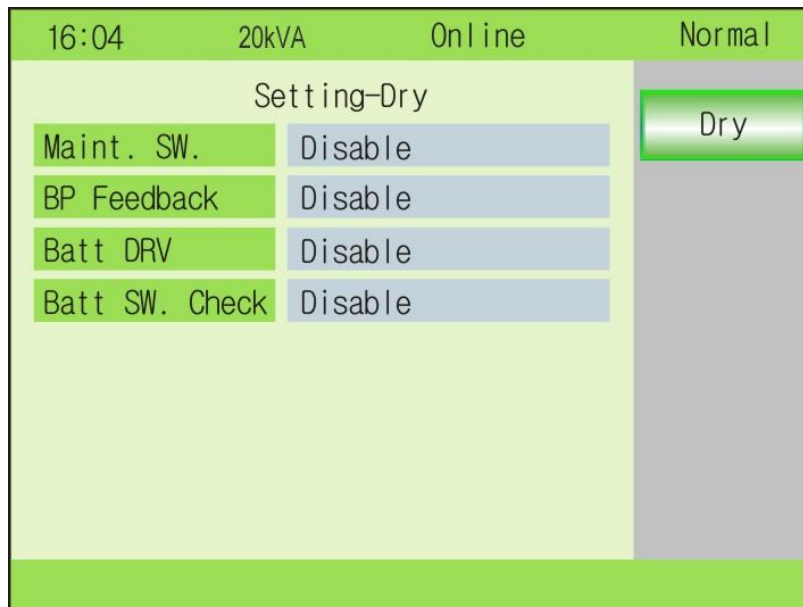 16:04 20kVA Online Normal
Setting-Dry
Dry
Maint. SW. Disable
BP Feedback Disable
Batt DRV Disable
Batt SW. Check Disable